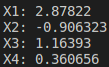 X1: 2.87822
X2: -0.906323
X3: 1.16393
X4: 0.360656